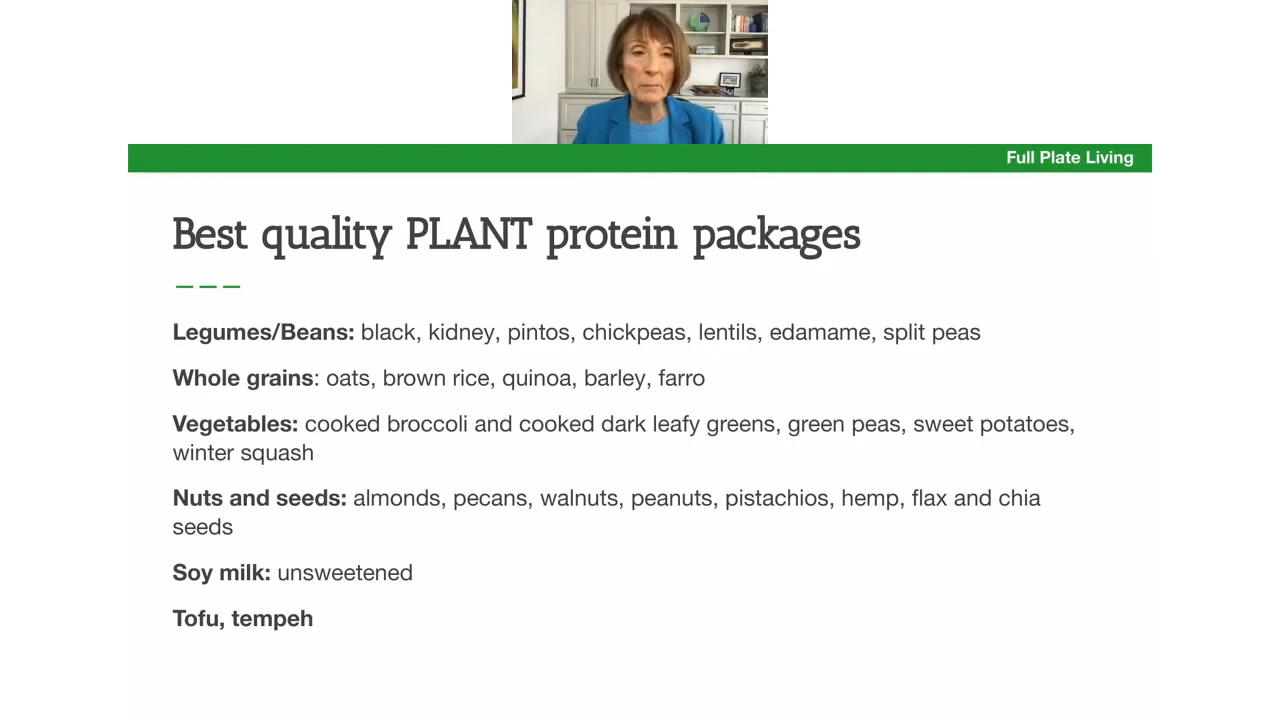 Full Plate Living
Best quality PLANT protein packages
Legumes/Beans: black, kidney, pintos, chickpeas, lentils, edamame, split peas
Whole grains: oats, brown rice, quinoa, barley, farro
Vegetables: cooked broccoli and cooked dark leafy greens, green peas, sweet potatoes,
winter squash
Nuts and seeds: almonds, pecans, walnuts, peanuts, pistachios, hemp, flax and chia
seeds
Soy milk: unsweetened
Tofu, tempeh